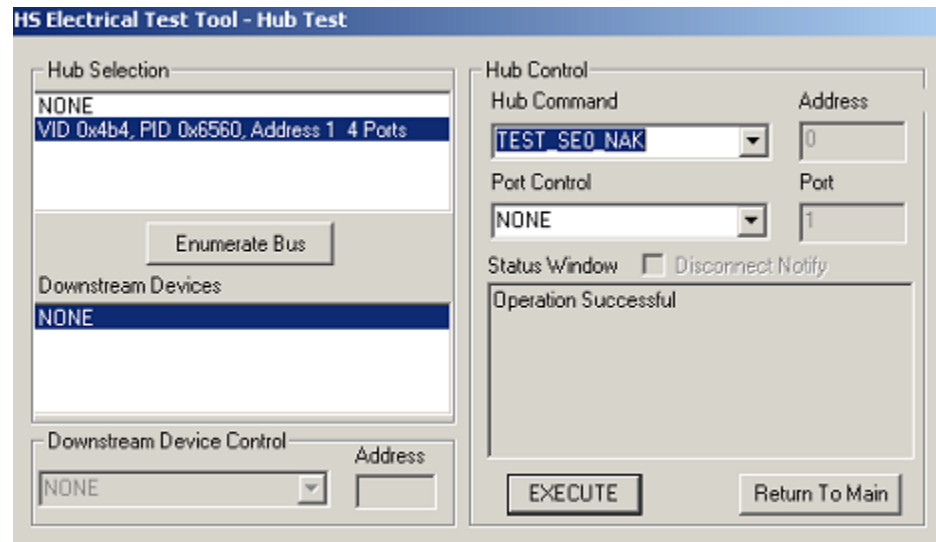 HS Electrical Test Tool - Hub Test
Hub Selection
NONE
VID 0x4b4, PID 0x6560, Address 1 4 Ports
Enumerate Bus
Downstream Devices
NONE
Downstream Device Control
Address
NONE
Hub Control
Hub Command Address
TEST_SE0_NAK 0
Port Control Port
NONE 1
Status Window Disconnect Notify
Operation Successful
EXECUTE Return To Main